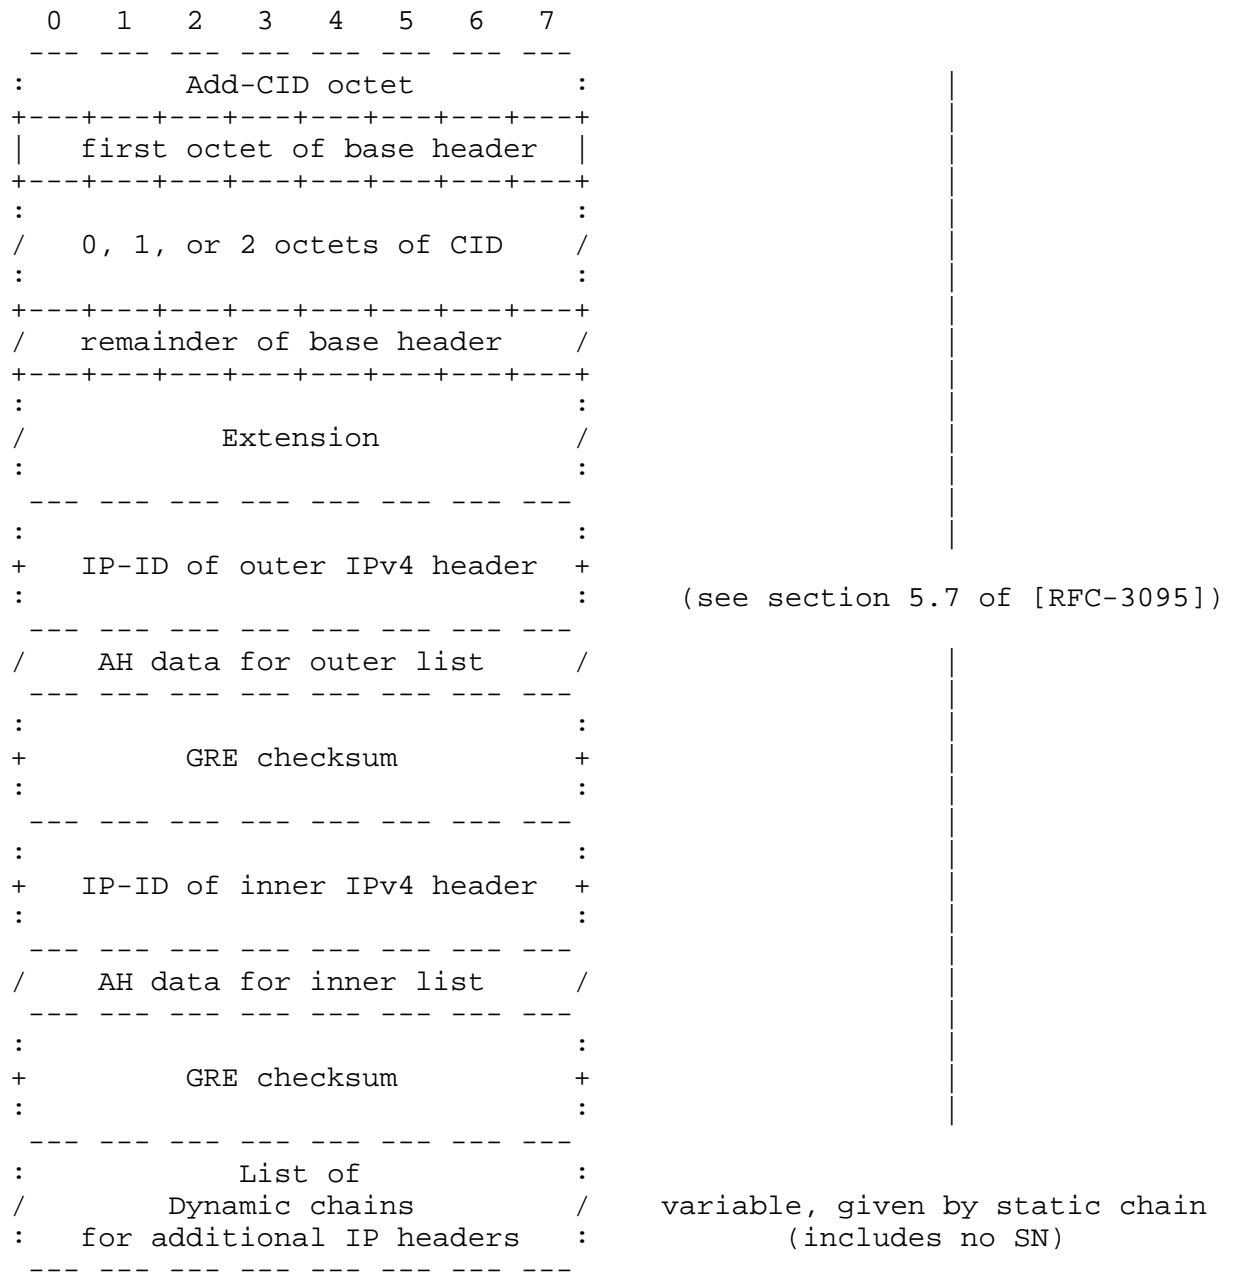 0 1 2 3 4 5 6 7
Add-CID octet
first octet of base header
0, 1, or 2 octets of CID
remainder of base header
Extension
IP-ID of outer IPv4 header
(see section 5.7 of [RFC-3095])
AH data for outer list
GRE checksum
IP-ID of inner IPv4 header
AH data for inner list
GRE checksum
List of
Dynamic chains variable, given by static chain
for additional IP headers (includes no SN)